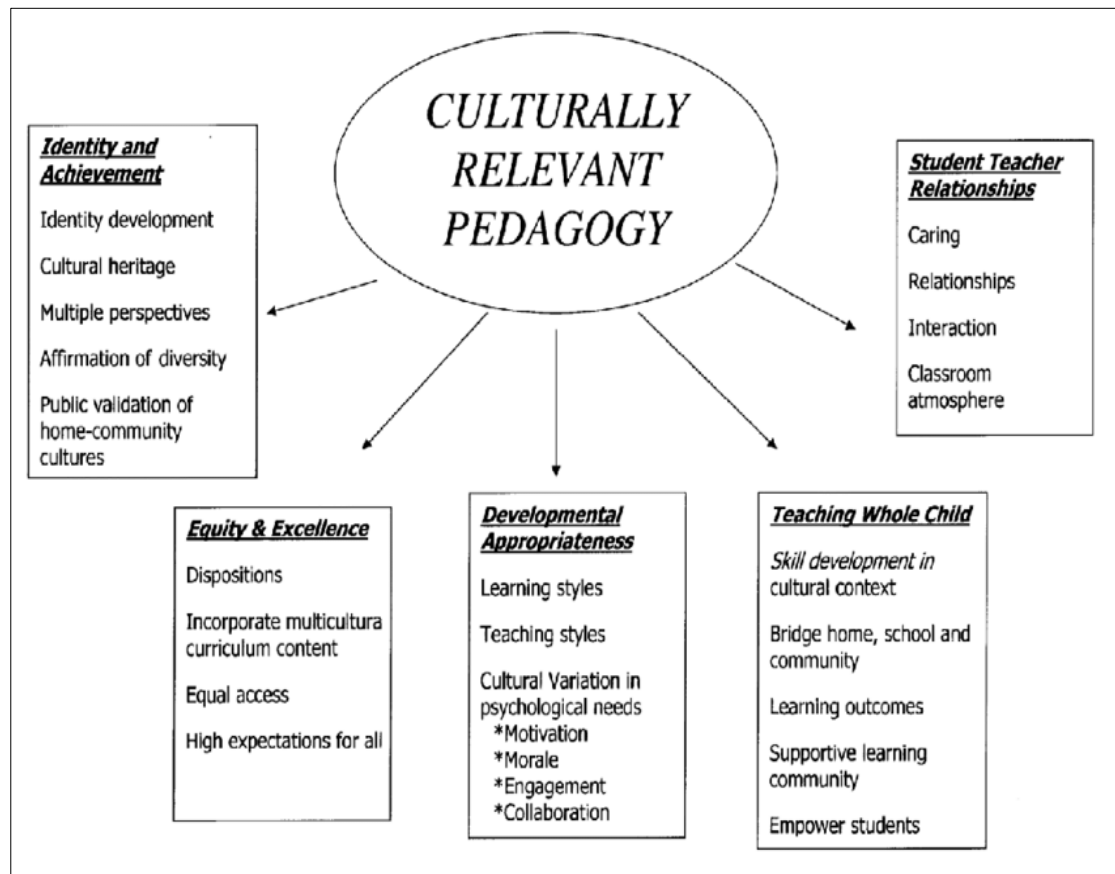 CULTURALLY
RELEVANT
PEDAGOGY
Identity and
Achievement
Identity development
Cultural heritage
Multiple perspectives
Affirmation of diversity
Public validation of
home-community
cultures
Equity & Excellence
Dispositions
Incorporate multicultura
curriculum content
Equal access
High expectations for all
Developmental
Appropriateness
Learning styles
Teaching styles
Cultural Variation in
psychological needs
*Motivation
*Morale
*Engagement
*Collaboration
Teaching Whole Child
Skill development in
cultural context
Bridge home, school and
community
Learning outcomes
Supportive learning
community
Empower students
Student Teacher
Relationships
Caring
Relationships
Interaction
Classroom
atmosphere